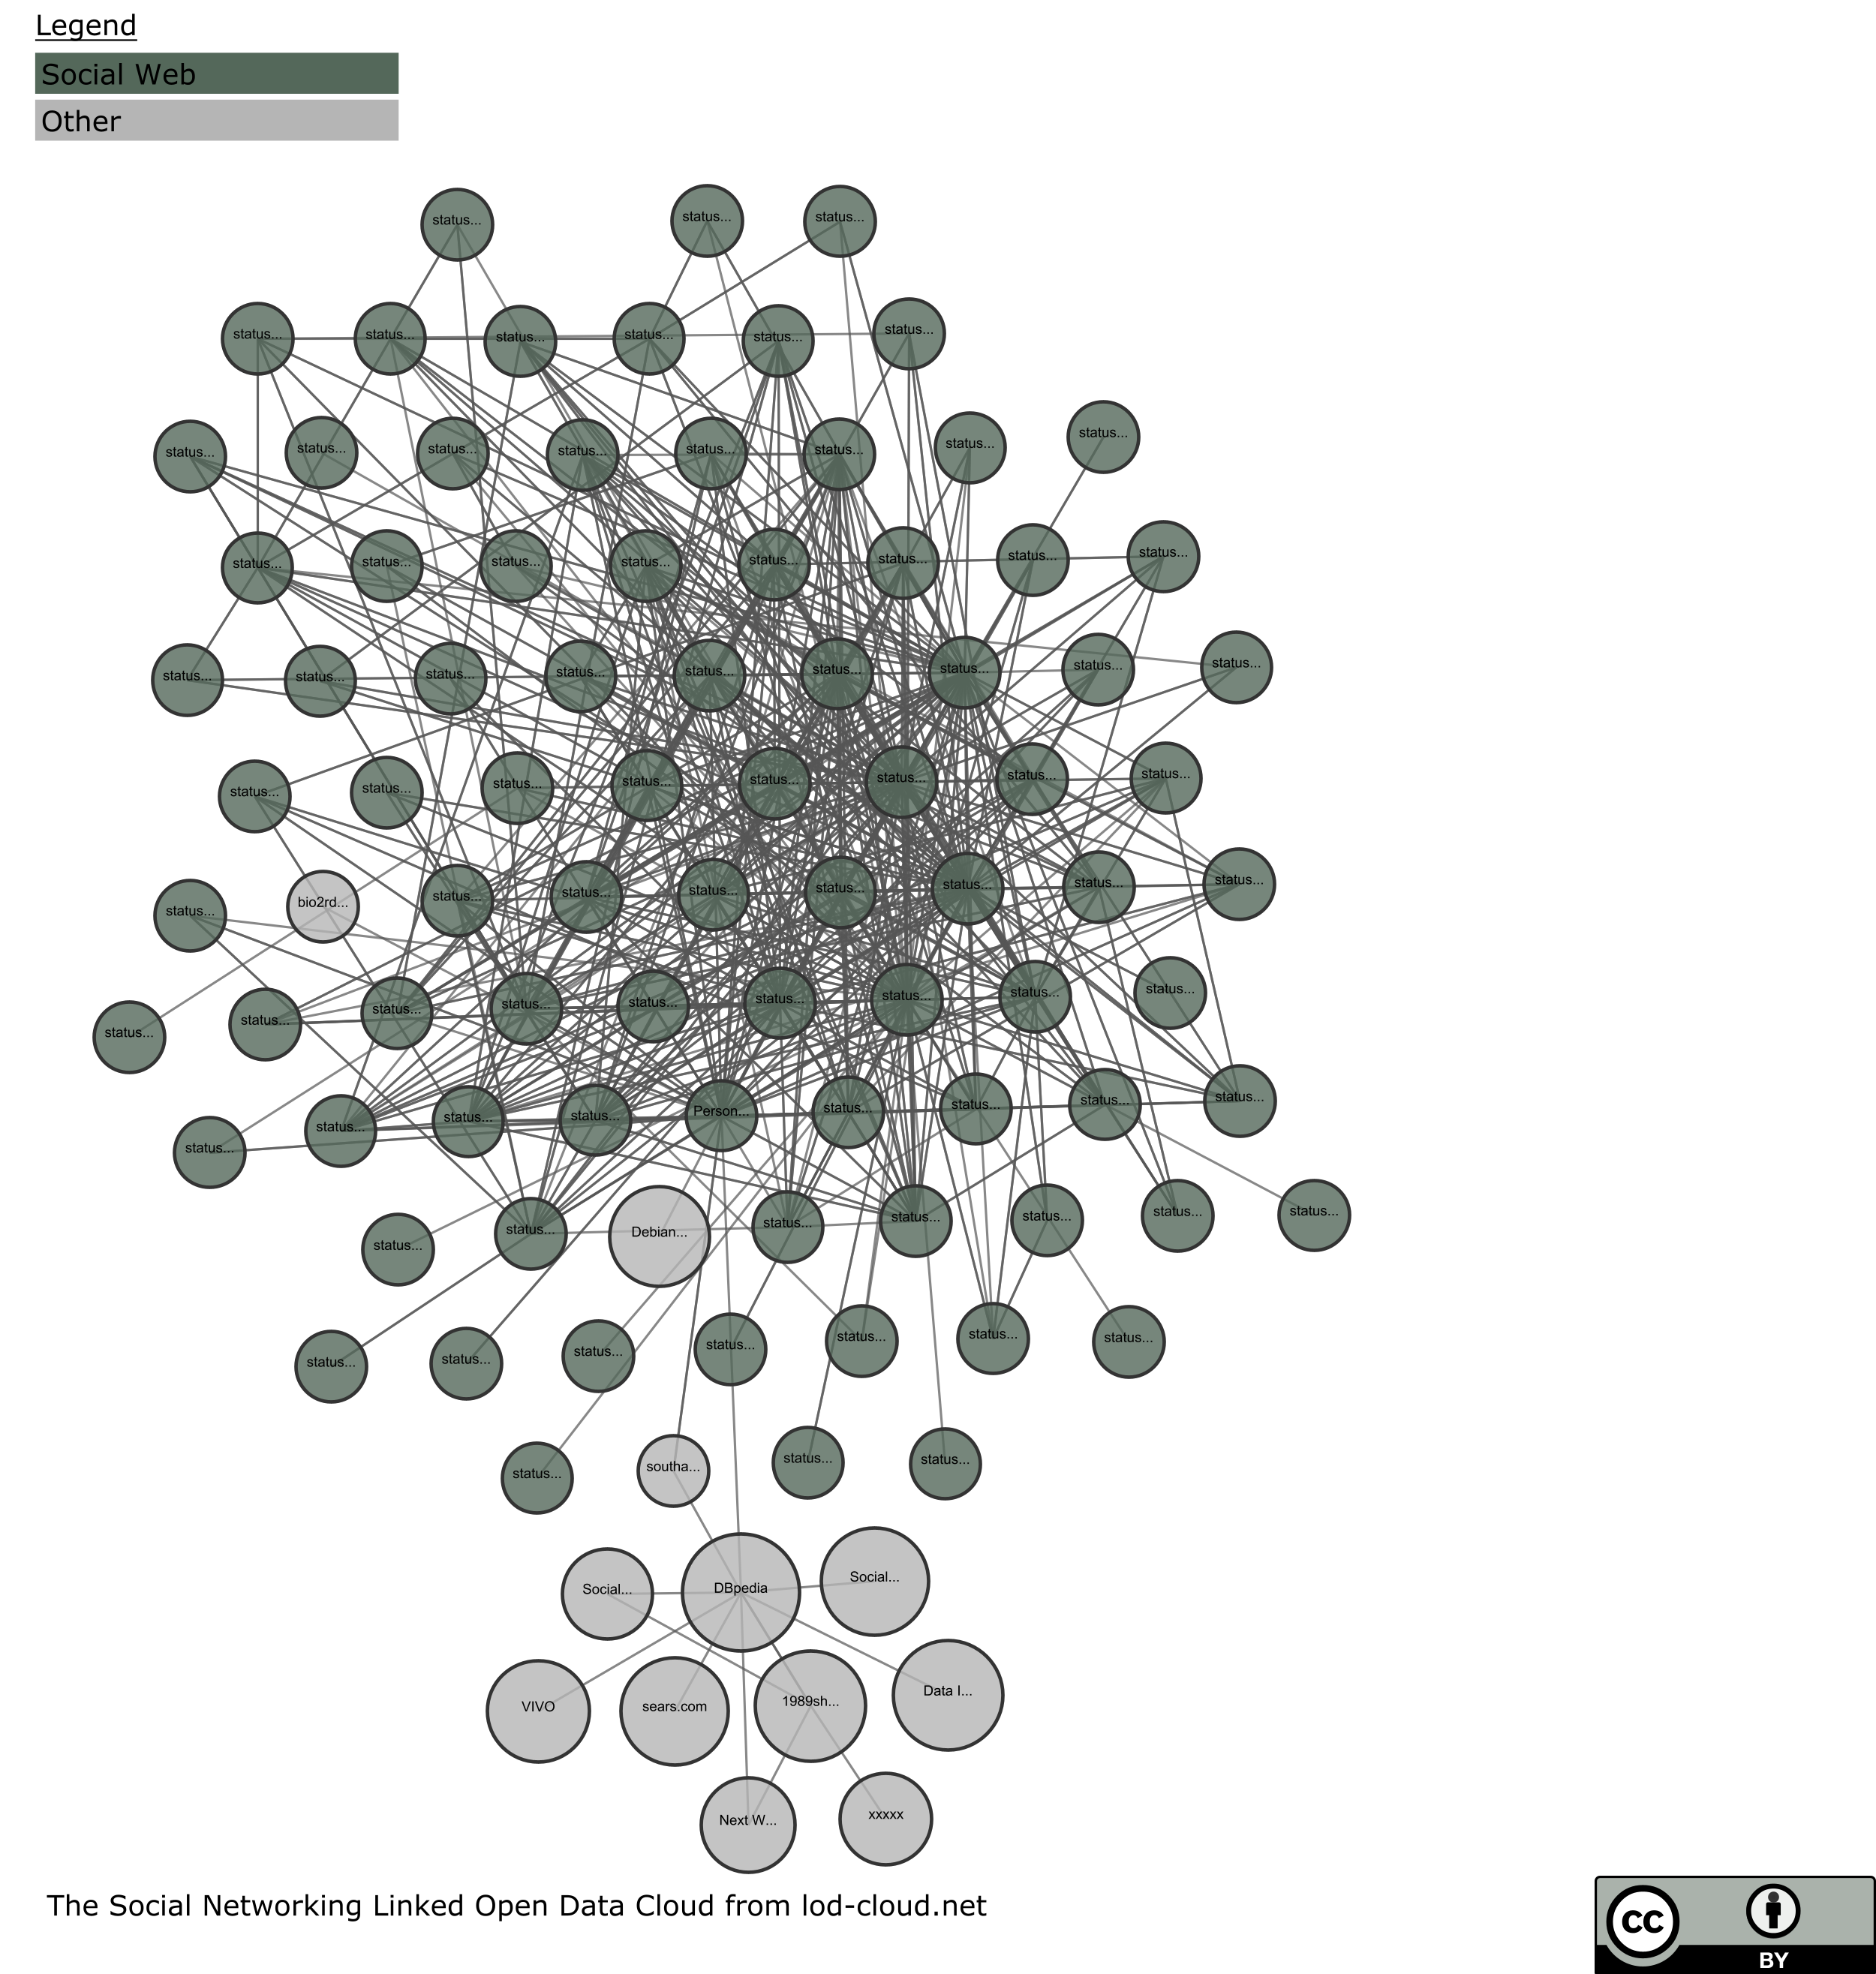 Legend
Social Web
Other
status... status... status...
status... status... status... status... status... status...
status... status... status... status... status... status... status... status...
status... status... status... status... status... status... status... status...
status... status... status... status... status... status... status... status... status...
status... status... status... status... status... status... status... status...
status... bio2rd... status... status... status... status... status... status... status...
status... status... status... status... status... status... status... status... status...
status... status... status... status... Person... status... status... status... status...
status... status... Debian... status... status... status... status... status...
status... status... status... status... status... status... status...
status... southa... status... status...
Social... DBpedia Social...
VIVO sears.com 1989sh... Data I...
Next W... xxxxx
The Social Networking Linked Open Data Cloud from lod-cloud.net
cc
BY